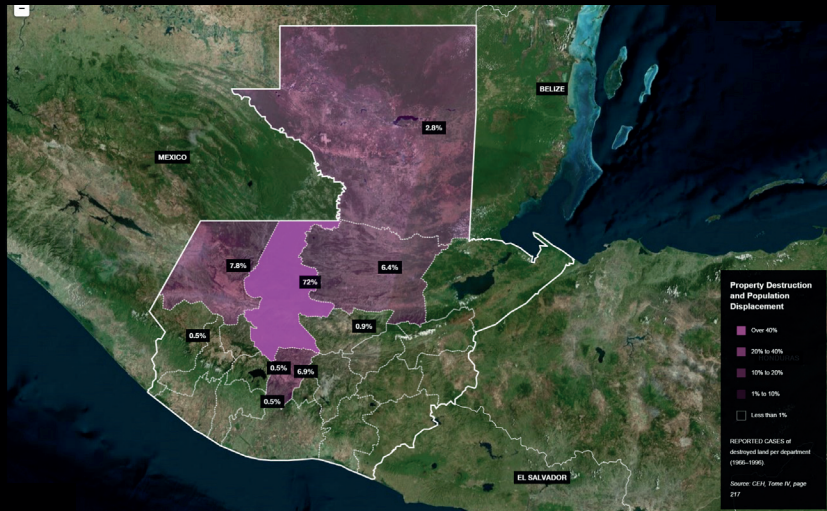 −
BELIZE
2.8%
MEXICO
7.8%
6.4%
72%
0.9%
0.5%
0.5%
6.9%
0.5%
EL SALVADOR
Property Destruction
and Population
Displacement
Over 40%
20% to 40%
10% to 20%
1% to 10%
Less than 1%
REPORTED CASES of
destroyed land per department
(1966–1996).
Source: CEH, Tome IV, page
217